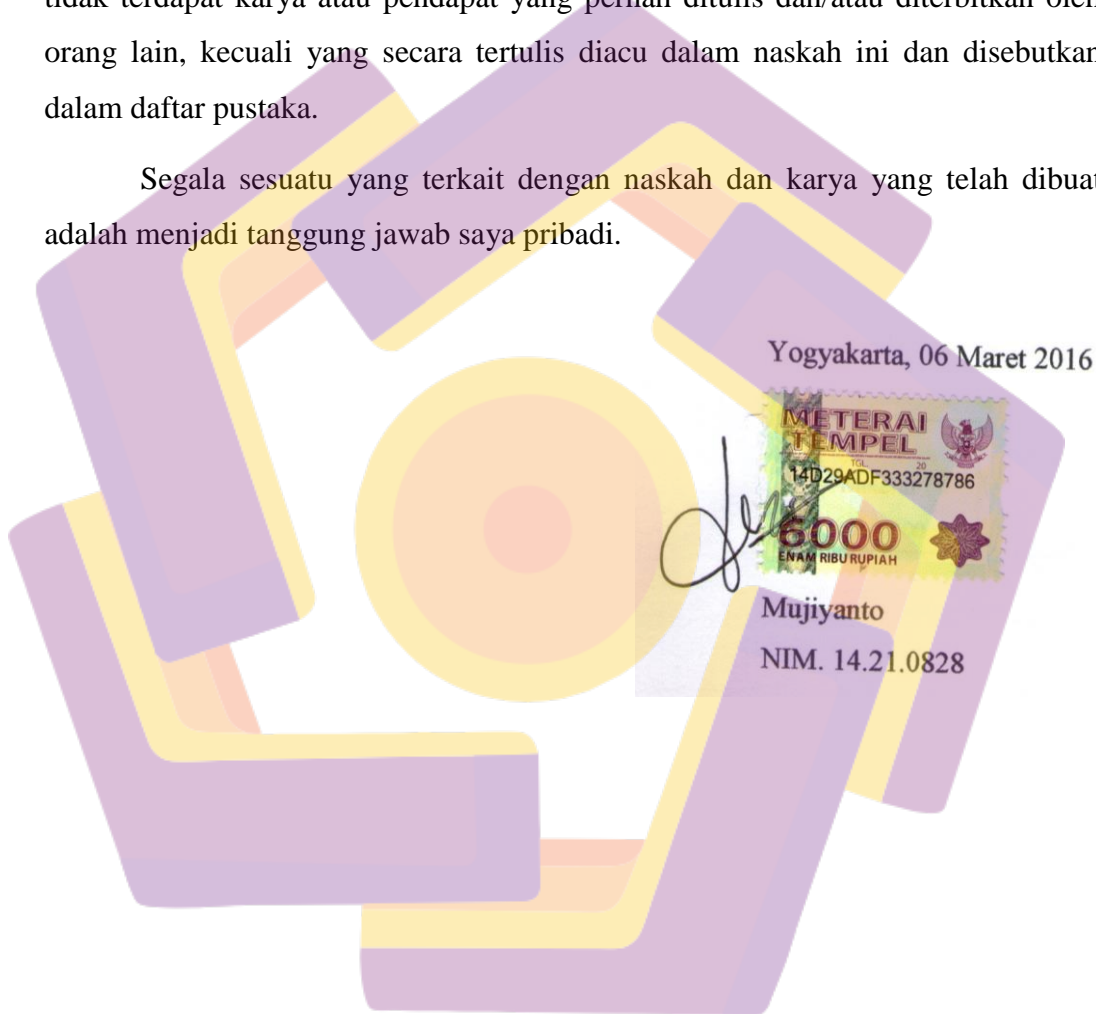 tidak terdapat karya atau pendapat yang pernah ditulis dan/atau diterbitkan oleh
orang lain, kecuali yang secara tertulis diacu dalam naskah ini dan disebutkan
dalam daftar pustaka.
Segala sesuatu yang terkait dengan naskah dan karya yang telah dibuat
adalah menjadi tanggung jawab saya pribadi.
Yogyakarta, 06 Maret 2016
METERAI
TEMPEL
TGL. 20
14D29ADF333278786
6000
ENAM RIBU RUPIAH
Mujiyanto
NIM. 14.21.0828